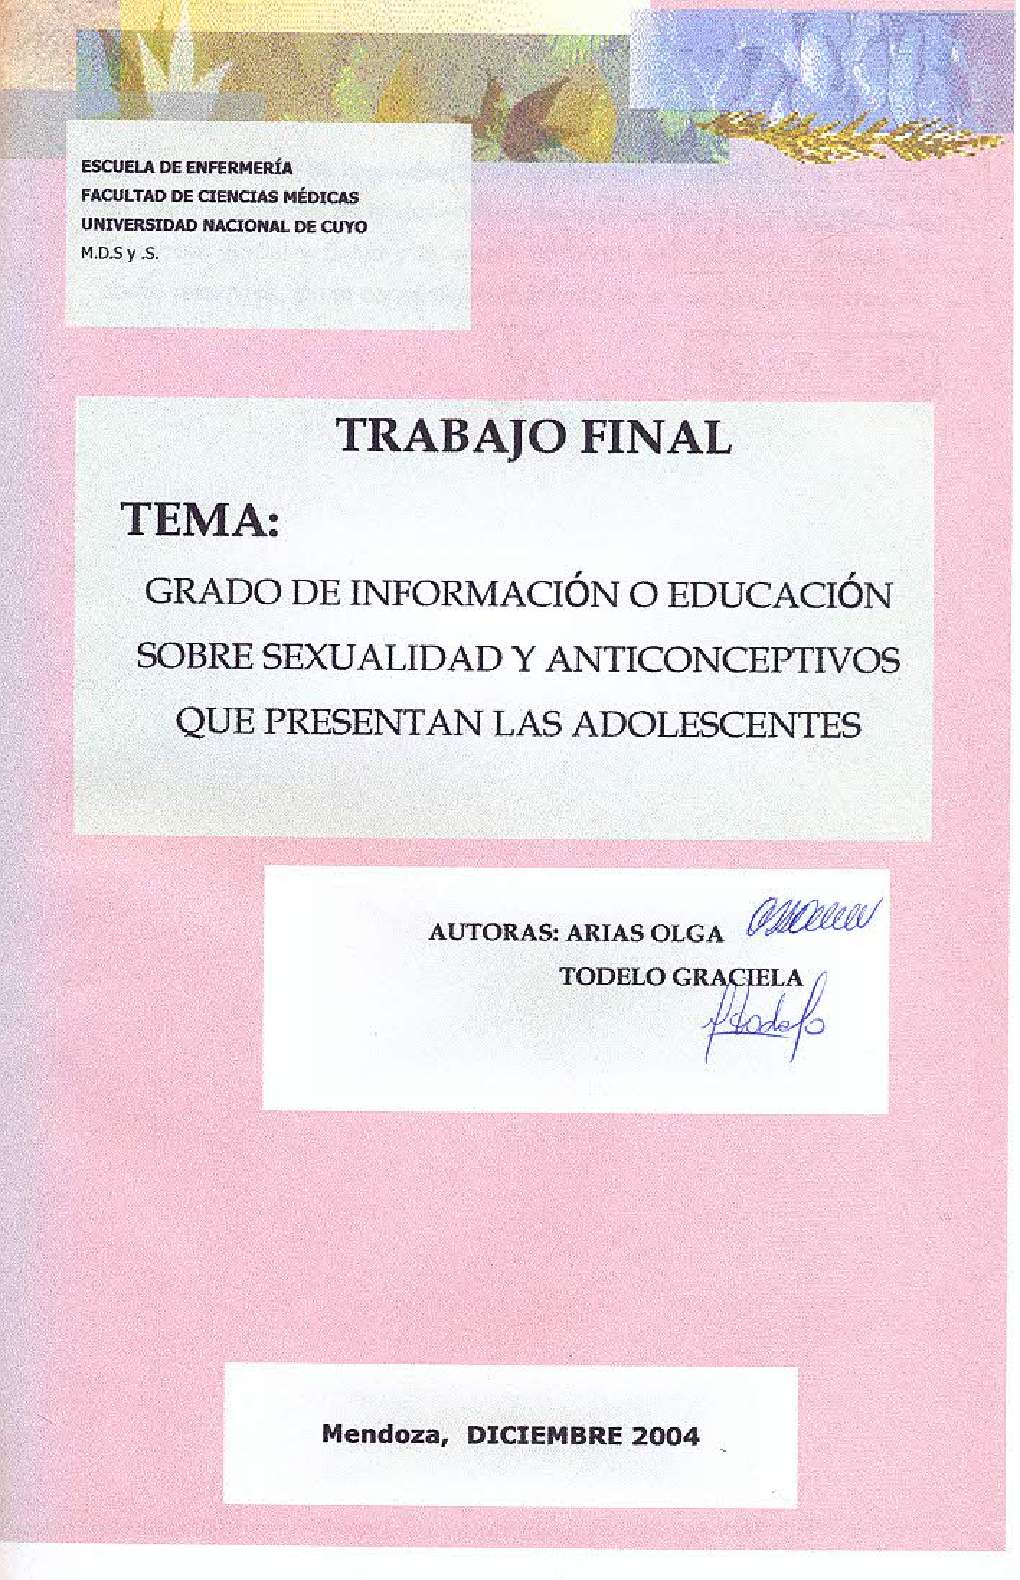 ESCUELA DE ENFERMERÍA
FACULTAD DE CIENCIAS MÉDICAS
UNIVERSIDAD NACIONAL DE CUYO
M.D.S y .S.
TRABAJO FINAL
TEMA:
GRADO DE INFORMACIÓN O EDUCACIÓN
SOBRE SEXUALIDAD Y ANTICONCEPTIVOS
QUE PRESENTAN LAS ADOLESCENTES
AUTORAS: ARIAS OLGA
TODELO GRACIELA
Mendoza, DICIEMBRE 2004